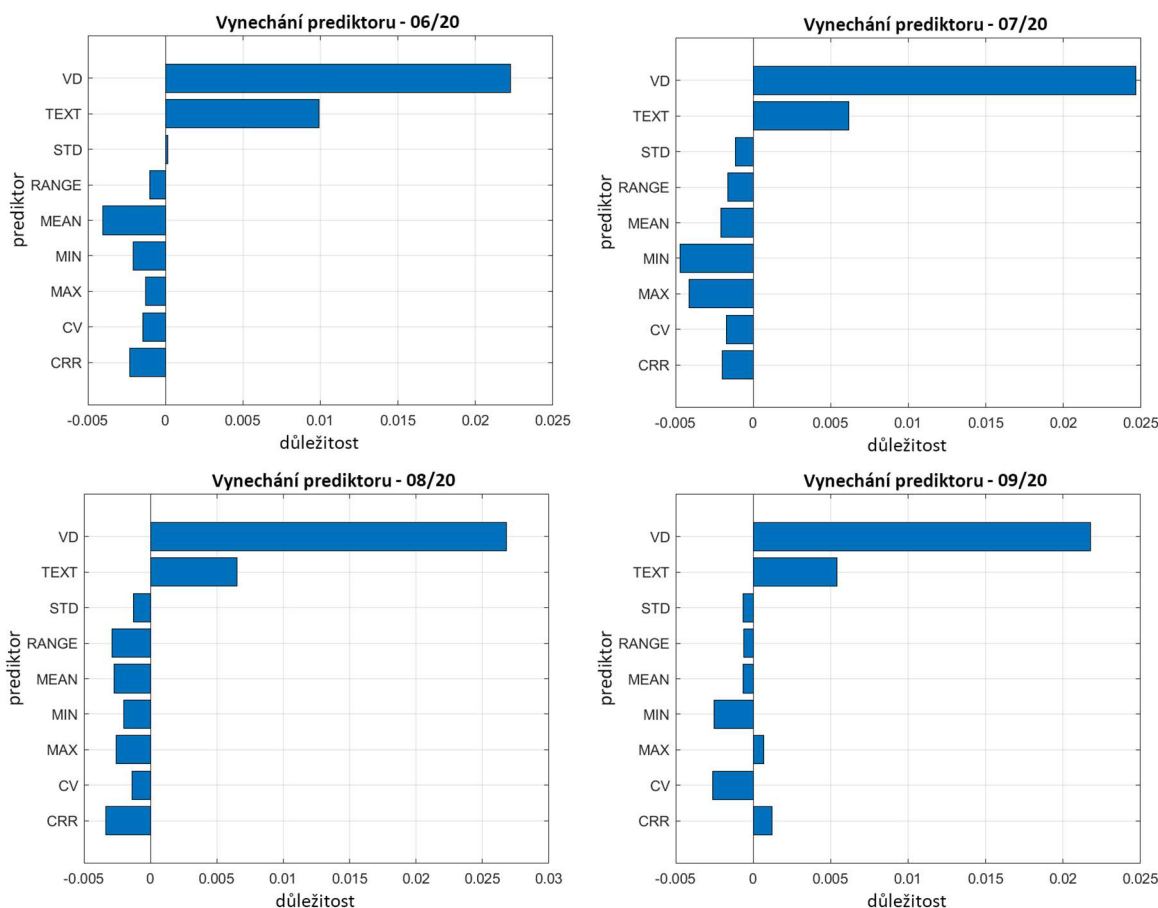 Vynechání prediktoru - 06/20
VD
TEXT
STD
RANGE
MEAN
MIN
MAX
CV
CRR
prediktor
-0.005 0 0.005 0.01 0.015 0.02 0.025
důležitost
Vynechání prediktoru - 07/20
VD
TEXT
STD
RANGE
MEAN
MIN
MAX
CV
CRR
prediktor
-0.005 0 0.005 0.01 0.015 0.02 0.025
důležitost
Vynechání prediktoru - 08/20
VD
TEXT
STD
RANGE
MEAN
MIN
MAX
CV
CRR
prediktor
-0.005 0 0.005 0.01 0.015 0.02 0.025 0.03
důležitost
Vynechání prediktoru - 09/20
VD
TEXT
STD
RANGE
MEAN
MIN
MAX
CV
CRR
prediktor
-0.005 0 0.005 0.01 0.015 0.02 0.025
důležitost